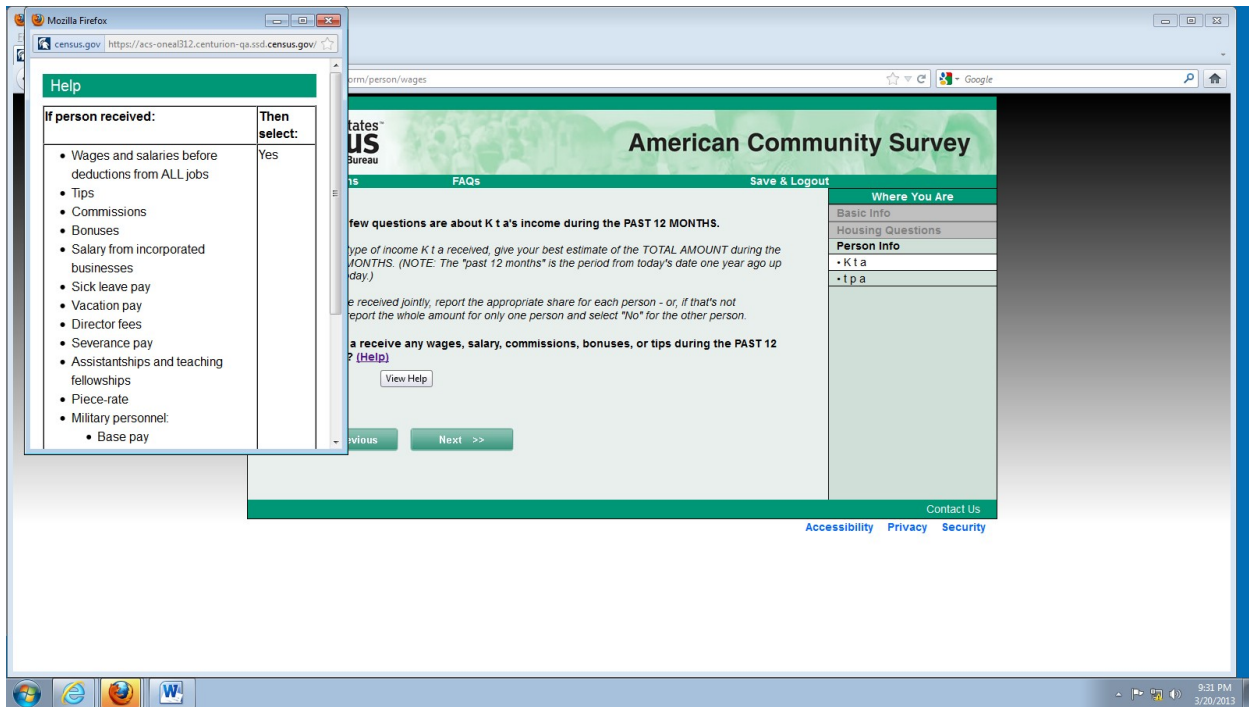 Mozilla Firefox
census.gov https://acs-oneal312.centurion-qa.ssd.census.gov/
Help
If person received:
Then select:
• Wages and salaries before
deductions from ALL jobs
Yes
• Tips
• Commissions
• Bonuses
• Salary from incorporated
businesses
• Sick leave pay
• Vacation pay
• Director fees
• Severance pay
• Assistantships and teaching
fellowships
• Piece-rate
• Military personnel:
• Base pay
orm/person/wages
Google
tates™
us
Bureau
American Community Survey
ns FAQs Save & Logout
few questions are about K t a's income during the PAST 12 MONTHS.
ype of income K t a received, give your best estimate of the TOTAL AMOUNT during the
MONTHS. (NOTE: The "past 12 months" is the period from today's date one year ago up
day.)
e received jointly, report the appropriate share for each person - or, if that's not
eport the whole amount for only one person and select "No" for the other person.
a receive any wages, salary, commissions, bonuses, or tips during the PAST 12
? (Help)
View Help
evious
Next >>
Where You Are
Basic Info
Housing Questions
Person Info
• K t a
• t p a
Contact Us
Accessibility Privacy Security
9:31 PM
3/20/2013